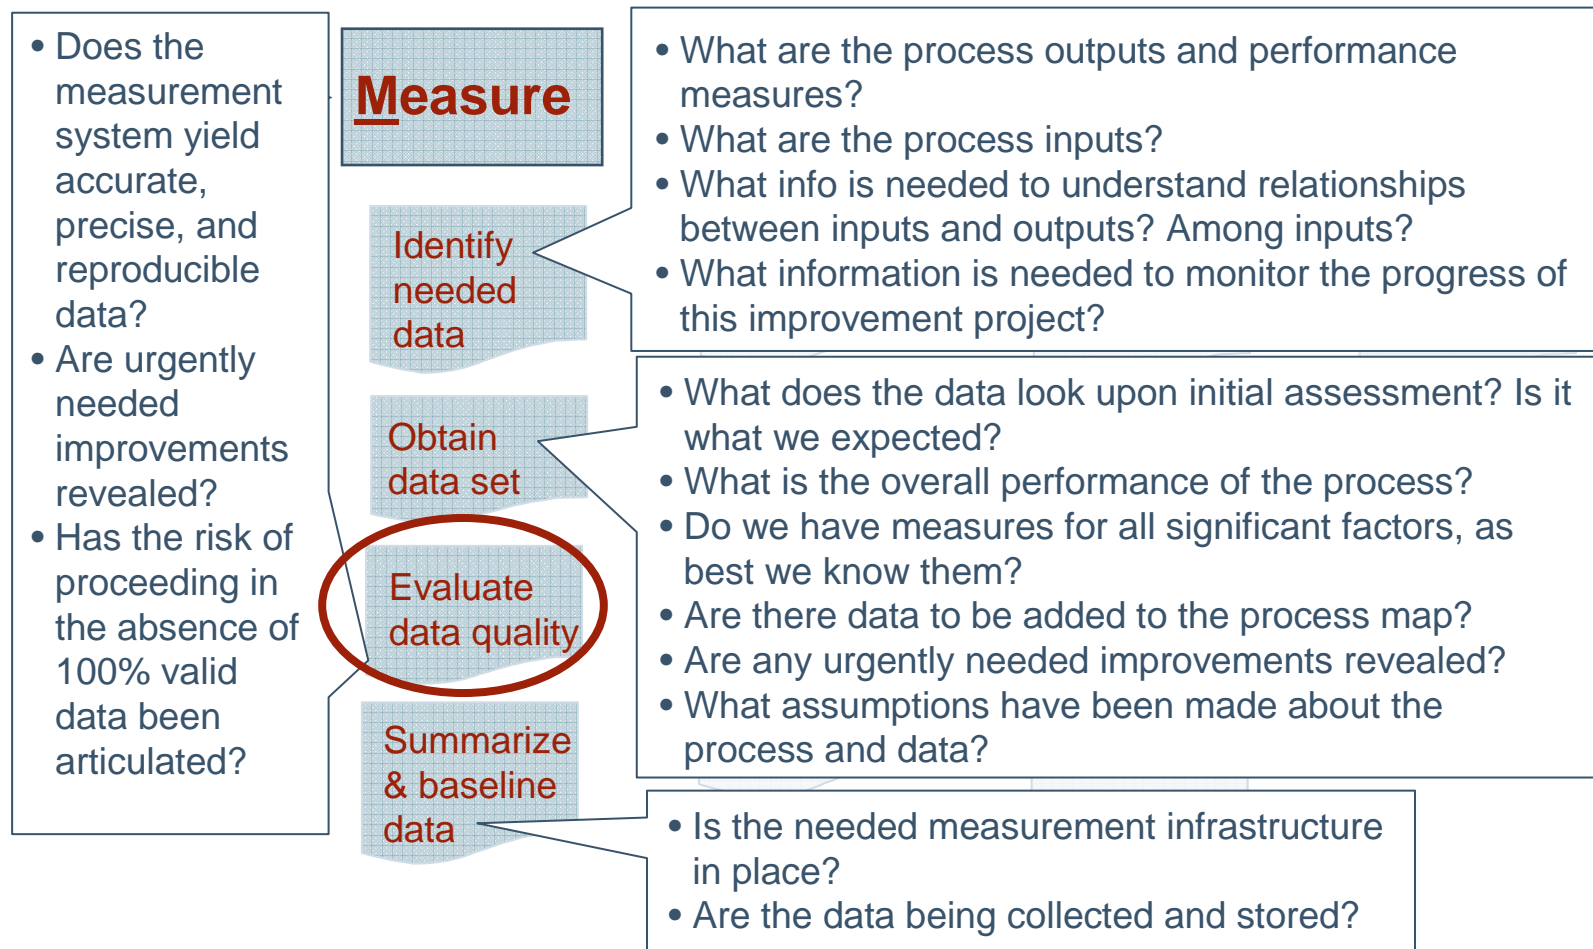 • Does the
measurement
system yield
accurate,
precise, and
reproducible
data?
• Are urgently
needed
improvements
revealed?
• Has the risk of
proceeding in
the absence of
100% valid
data been
articulated?
Measure
Identify
needed
data
Obtain
data set
Evaluate
data quality
Summarize
& baseline
data
• What are the process outputs and performance
measures?
• What are the process inputs?
• What info is needed to understand relationships
between inputs and outputs? Among inputs?
• What information is needed to monitor the progress of
this improvement project?
• What does the data look upon initial assessment? Is it
what we expected?
• What is the overall performance of the process?
• Do we have measures for all significant factors, as
best we know them?
• Are there data to be added to the process map?
• Are any urgently needed improvements revealed?
• What assumptions have been made about the
process and data?
• Is the needed measurement infrastructure
in place?
• Are the data being collected and stored?